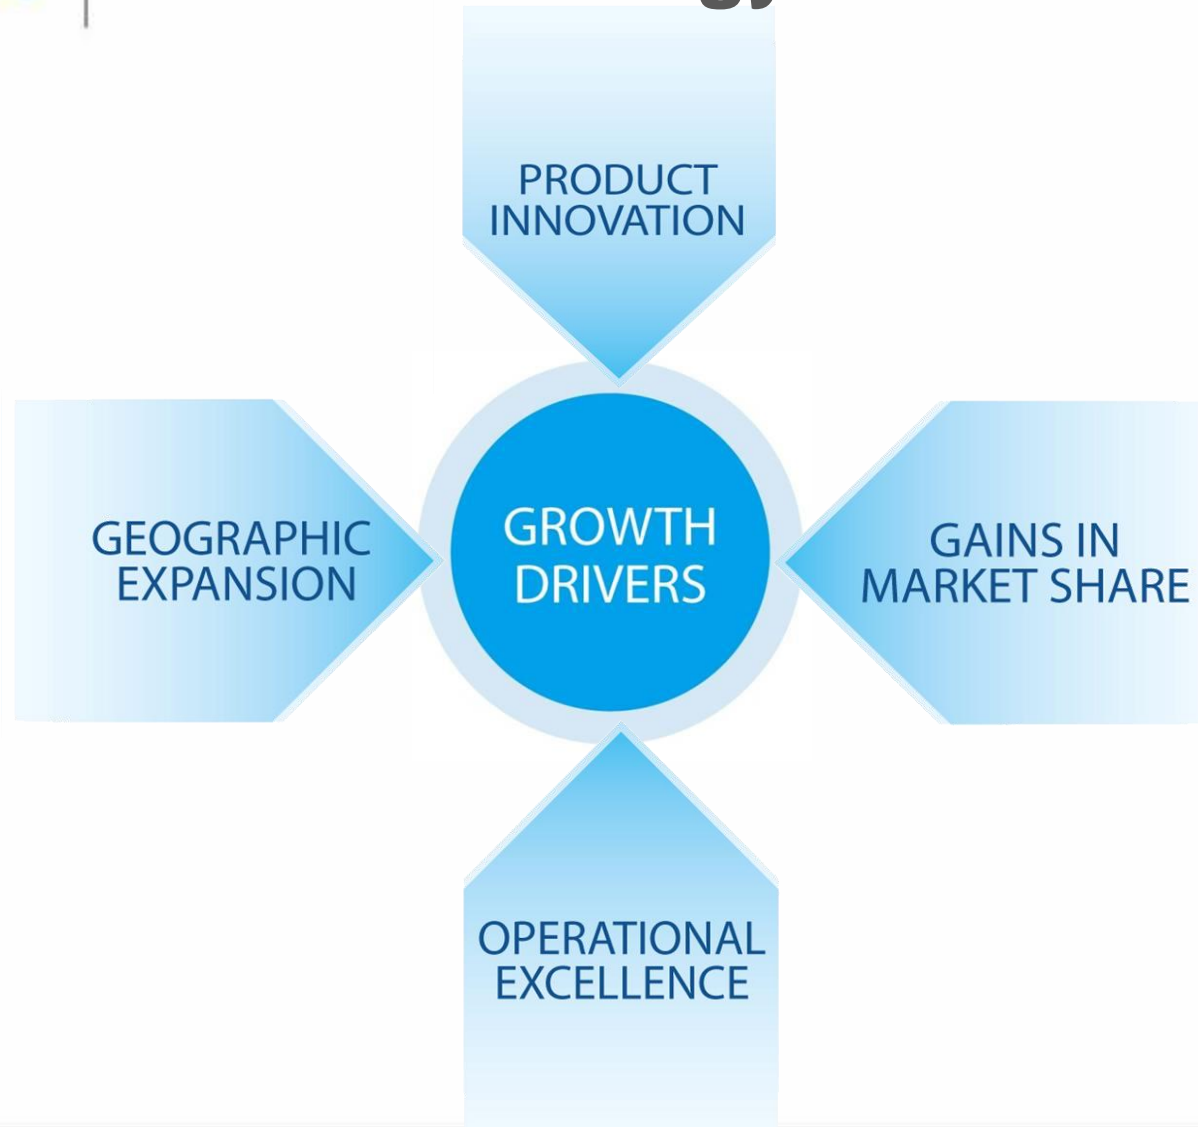 PRODUCT
INNOVATION
GEOGRAPHIC
EXPANSION
GROWTH
DRIVERS
GAINS IN
MARKET SHARE
OPERATIONAL
EXCELLENCE